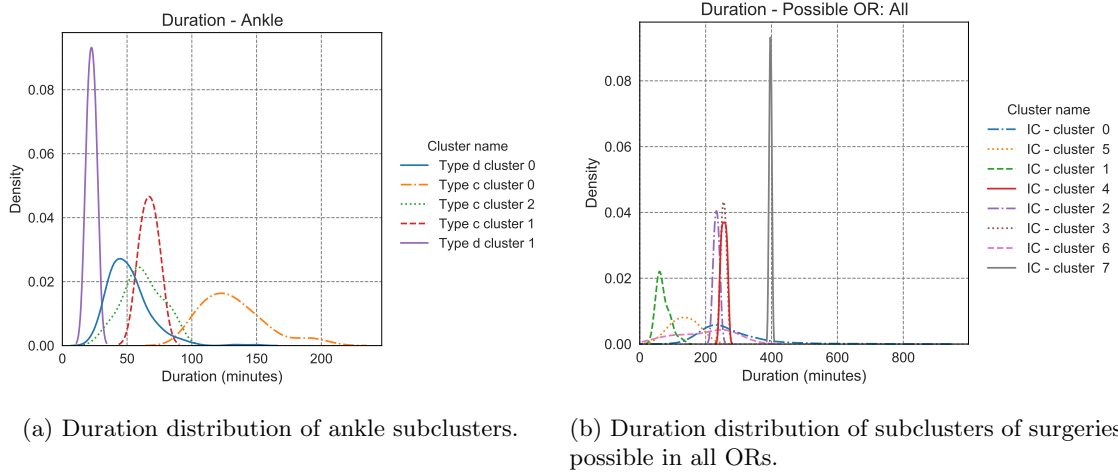 Duration - Ankle
0.08
0.06
0.04
0.02
0.00
Density
0
50
100
150
200
Duration (minutes)
Cluster name
Type d cluster 0
Type c cluster 0
Type c cluster 2
Type c cluster 1
Type d cluster 1
(a) Duration distribution of ankle subclusters.
Duration - Possible OR: All
0.08
0.06
0.04
0.02
0.00
Density
0
200
400
600
800
Duration (minutes)
Cluster name
IC - cluster 0
IC - cluster 5
IC - cluster 1
IC - cluster 4
IC - cluster 2
IC - cluster 3
IC - cluster 6
IC - cluster 7
(b) Duration distribution of subclusters of surgeries
possible in all ORs.